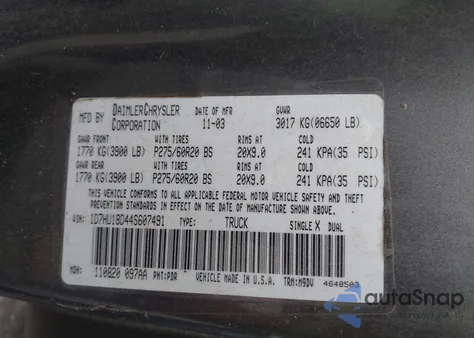 MFD BY DAIMLERCHRYSLER CORPORATION DATE OF MFR 11-03 GVWR 3017 KG(06650 LB)
GAWR FRONT WITH TIRES RIMS AT COLD
1770 KG(3900 LB) P275/60R20 BS 20X9.0 241 KPA(35 PSI)
GAWR REAR WITH TIRES RIMS AT COLD
1770 KG(3900 LB) P275/60R20 BS 20X9.0 241 KPA(35 PSI)
THIS VEHICLE CONFORMS TO ALL APPLICABLE FEDERAL MOTOR VEHICLE SAFETY AND THEFT
PREVENTION STANDARDS IN EFFECT ON THE DATE OF MANUFACTURE SHOWN ABOVE.
VIN: 1D7HU18D44S607491 TYPE: TRUCK SINGLE X DUAL
MDH: 110820 097AA PNT:PDR VEHICLE MADE IN U.S.A. TRM:M9DV 4648503
autoSnap